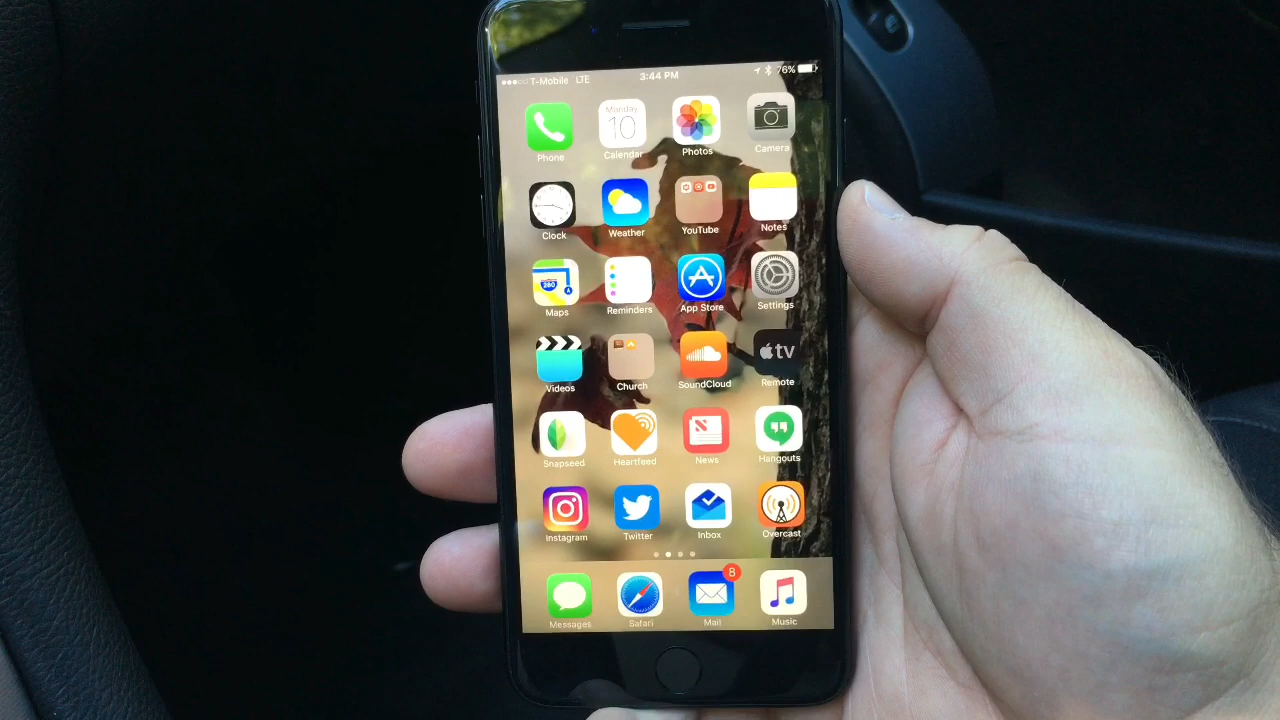 T-Mobile LTE 3:44 PM 76%
Monday
10
Phone Calendar Photos Camera
Clock Weather YouTube Notes
280
Maps Reminders App Store Settings
tv
Videos Church SoundCloud Remote
Snapseed Heartfeed News Hangouts
Instagram Twitter Inbox Overcast
8
Messages Safari Mail Music